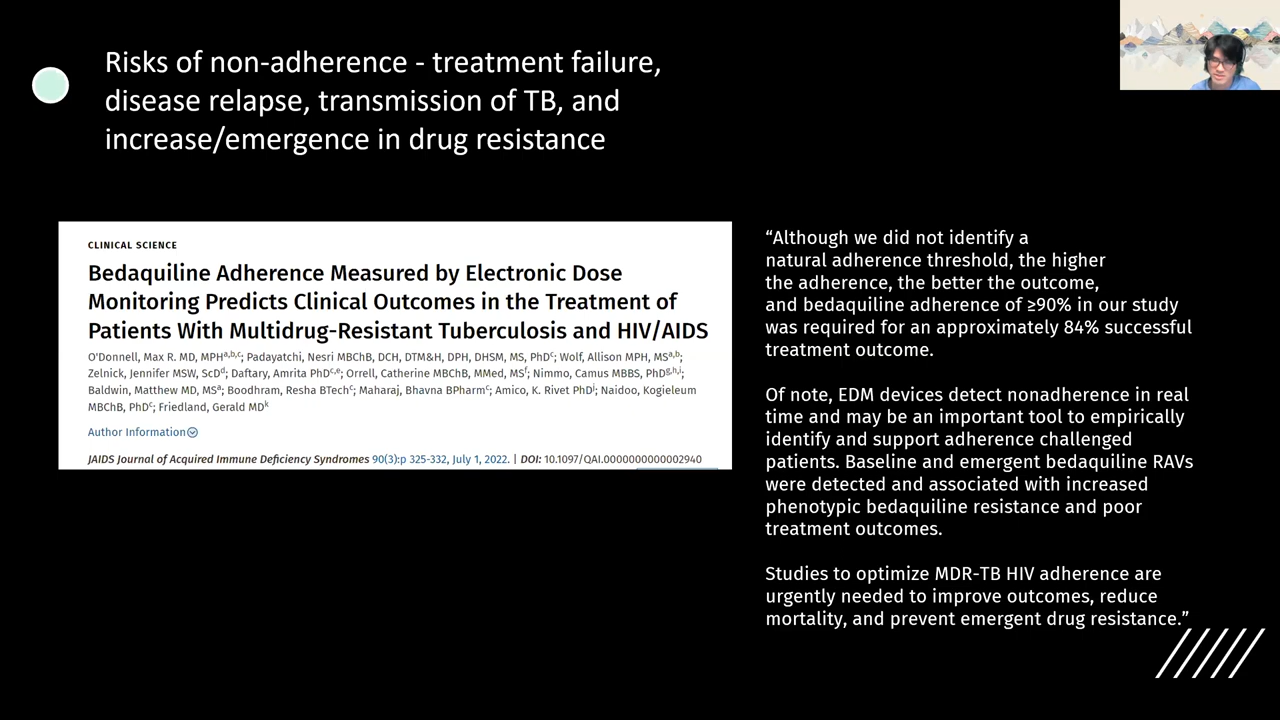 Risks of non-adherence - treatment failure,
disease relapse, transmission of TB, and
increase/emergence in drug resistance
CLINICAL SCIENCE
Bedaquiline Adherence Measured by Electronic Dose
Monitoring Predicts Clinical Outcomes in the Treatment of
Patients With Multidrug-Resistant Tuberculosis and HIV/AIDS
O'Donnell, Max R. MD, MPHa,b,c; Padayatchi, Nesri MBChB, DCH, DTM&H, DPH, DHSM, MS, PhDc; Wolf, Allison MPH, MSa,b;
Zelnick, Jennifer MSW, ScDd; Daftary, Amrita PhDc,e; Orrell, Catherine MBChB, MMed, MSf; Nimmo, Camus MBBS, PhDg,h,i;
Baldwin, Matthew MD, MSa; Boodhram, Resha BTechc; Maharaj, Bhavna BPharmc; Amico, K. Rivet PhDj; Naidoo, Kogieleum
MBChB, PhDc; Friedland, Gerald MDk
Author Information
JAIDS Journal of Acquired Immune Deficiency Syndromes 90(3):p 325-332, July 1, 2022. | DOI: 10.1097/QAI.0000000000002940
“Although we did not identify a
natural adherence threshold, the higher
the adherence, the better the outcome,
and bedaquiline adherence of ≥90% in our study
was required for an approximately 84% successful
treatment outcome.
Of note, EDM devices detect nonadherence in real
time and may be an important tool to empirically
identify and support adherence challenged
patients. Baseline and emergent bedaquiline RAVs
were detected and associated with increased
phenotypic bedaquiline resistance and poor
treatment outcomes.
Studies to optimize MDR-TB HIV adherence are
urgently needed to improve outcomes, reduce
mortality, and prevent emergent drug resistance.”